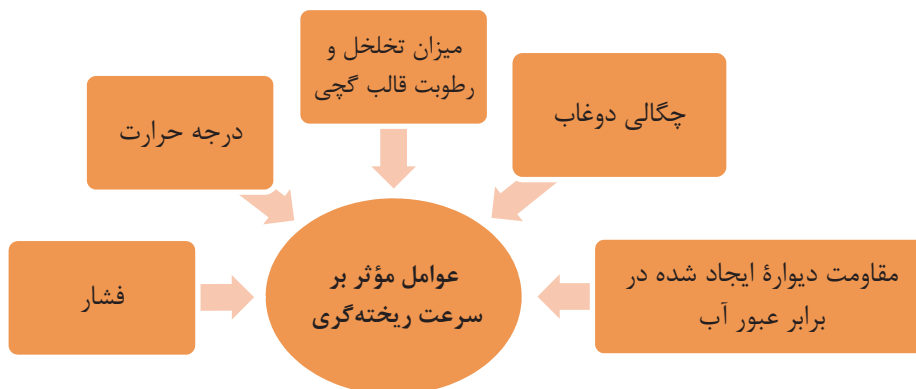 میزان تخلخل و
رطوبت قالب گچی
چگالی دوغاب
درجه حرارت
مقاومت دیوارهٔ ایجاد شده در
برابر عبور آب
عوامل مؤثر بر
سرعت ریخته‌گری
فشار